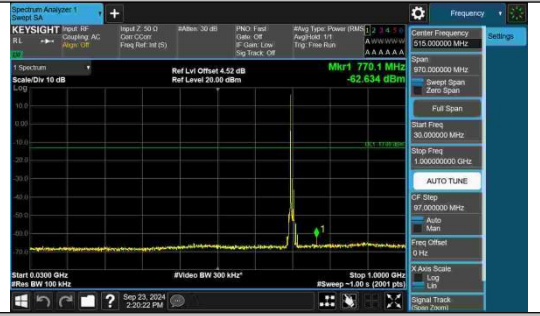 Spectrum Analyzer 1
Swept SA
Frequency
KEYSIGHT
Input: RF
Coupling: AC
Align: Off
Input Z: 50 Ω
Corr CCorr
Freq Ref: Int (S)
#Atten: 30 dB
PNO: Fast
Gate: Off
IF Gain: Low
Sig Track: Off
#Avg Type: Power (RMS)
Avg|Hold: 1/1
Trig: Free Run
1 2 3 4 5 6
A W W W W W
A A A A A A
R L
1 Spectrum
Scale/Div 10 dB
Log
Ref Lvl Offset 4.52 dB
Ref Level 20.00 dBm
Mkr1 770.1 MHz
-62.634 dBm
10.0
0.00
-10.0
-20.0
-30.0
-40.0
-50.0
-60.0
-70.0
1
Start 0.0300 GHz
#Res BW 100 kHz
#Video BW 300 kHz*
Stop 1.0000 GHz
#Sweep ~1.00 s (2001 pts)
Sep 23, 2024
2:20:22 PM
Center Frequency
515.000000 MHz
Settings
Span
970.000000 MHz
Swept Span
Zero Span
Full Span
Start Freq
30.000000 MHz
Stop Freq
1.000000000 GHz
AUTO TUNE
CF Step
97.000000 MHz
Auto
Man
Freq Offset
0 Hz
X Axis Scale
Log
Lin
Signal Track
(Span Zoom)